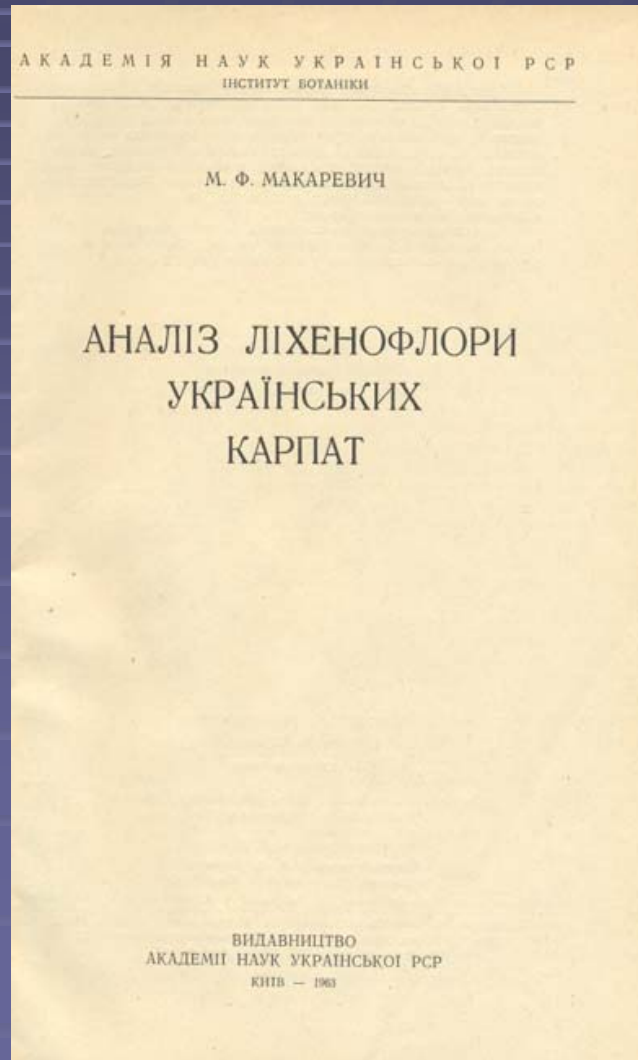 АКАДЕМІЯ НАУК УКРАЇНСЬКОЇ РСР
ІНСТИТУТ БОТАНІКИ
М. Ф. МАКАРЕВИЧ
АНАЛІЗ ЛІХЕНОФЛОРИ
УКРАЇНСЬКИХ
КАРПАТ
ВИДАВНИЦТВО
АКАДЕМІЇ НАУК УКРАЇНСЬКОЇ РСР
КИЇВ — 1963